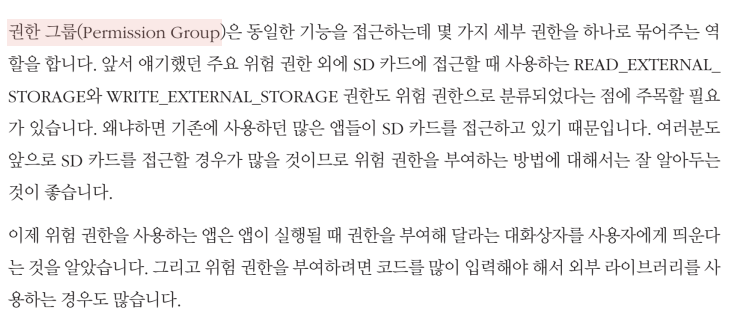 권한 그룹(Permission Group)은 동일한 기능을 접근하는데 몇 가지 세부 권한을 하나로 묶어주는 역
할을 합니다. 앞서 얘기했던 주요 위험 권한 외에 SD 카드에 접근할 때 사용하는 READ_EXTERNAL_
STORAGE와 WRITE_EXTERNAL_STORAGE 권한도 위험 권한으로 분류되었다는 점에 주목할 필요
가 있습니다. 왜냐하면 기존에 사용하던 많은 앱들이 SD 카드를 접근하고 있기 때문입니다. 여러분도
앞으로 SD 카드를 접근할 경우가 많을 것이므로 위험 권한을 부여하는 방법에 대해서는 잘 알아두는
것이 좋습니다.
이제 위험 권한을 사용하는 앱은 앱이 실행될 때 권한을 부여해 달라는 대화상자를 사용자에게 띄운다
는 것을 알았습니다. 그리고 위험 권한을 부여하려면 코드를 많이 입력해야 해서 외부 라이브러리를 사
용하는 경우도 많습니다.